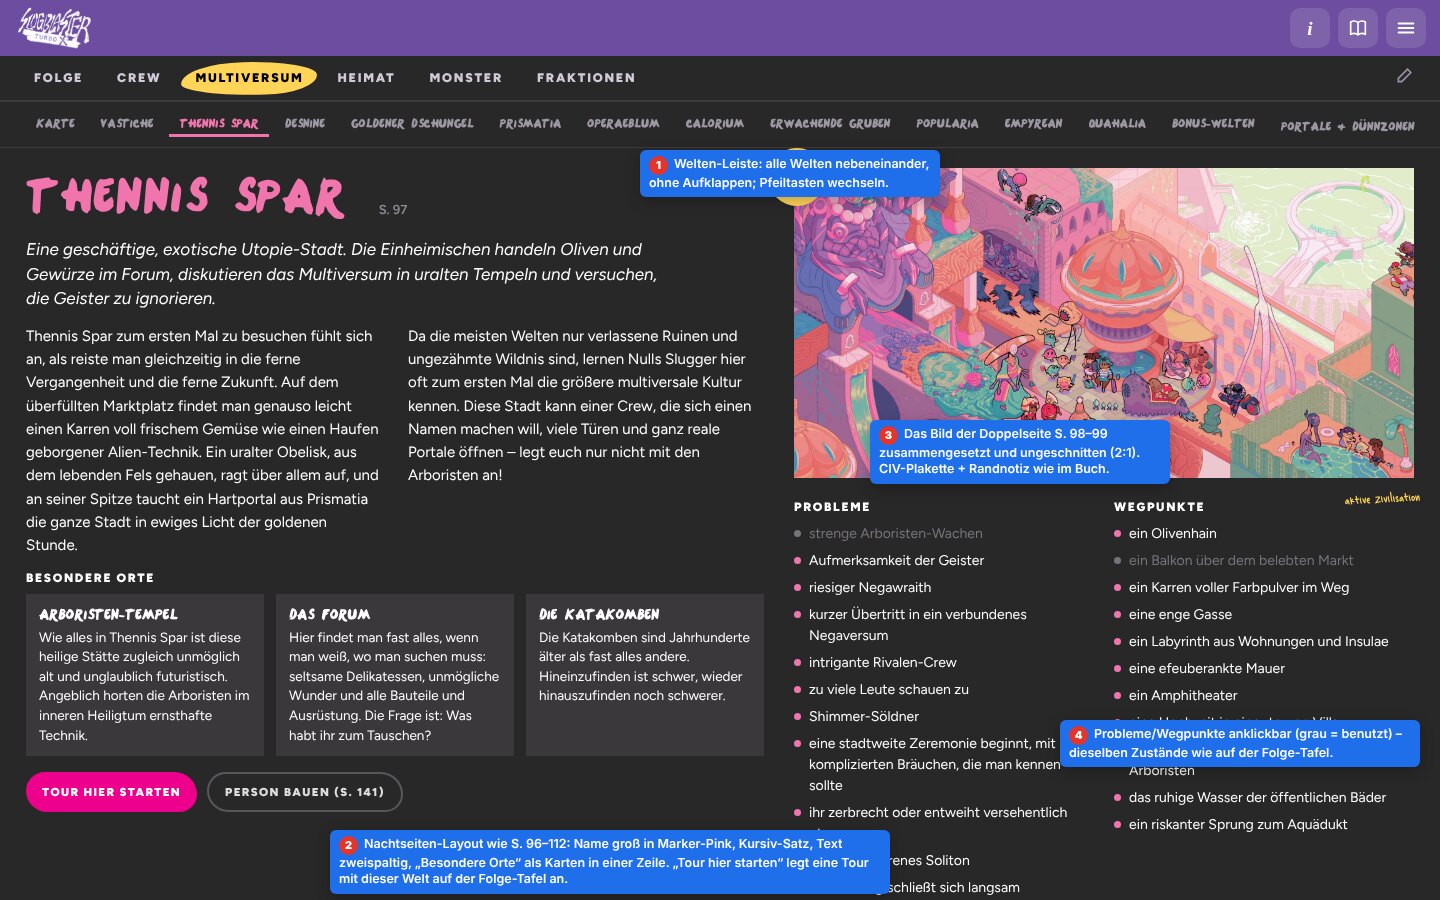 SLUGBLASTER
TURBO X
FOLGE CREW MULTIVERSUM HEIMAT MONSTER FRAKTIONEN
KARTE VASTICHE THENNIS SPAR DESNINE GOLDENER DSCHUNGEL PRISMATIA OPERAEBLUM CALORIUM ERWACHENDE GRUBEN POPULARIA EMPYREAN QUAHALIA BONUS-WELTEN PORTALE + DÜNNZONEN
1 Welten-Leiste: alle Welten nebeneinander,
ohne Aufklappen; Pfeiltasten wechseln.
THENNIS SPAR S. 97
Eine geschäftige, exotische Utopie-Stadt. Die Einheimischen handeln Oliven und
Gewürze im Forum, diskutieren das Multiversum in uralten Tempeln und versuchen,
die Geister zu ignorieren.
Thennis Spar zum ersten Mal zu besuchen fühlt sich
an, als reiste man gleichzeitig in die ferne
Vergangenheit und die ferne Zukunft. Auf dem
überfüllten Marktplatz findet man genauso leicht
einen Karren voll frischem Gemüse wie einen Haufen
geborgener Alien-Technik. Ein uralter Obelisk, aus
dem lebenden Fels gehauen, ragt über allem auf, und
an seiner Spitze taucht ein Hartportal aus Prismatia
die ganze Stadt in ewiges Licht der goldenen
Stunde.
Da die meisten Welten nur verlassene Ruinen und
ungezähmte Wildnis sind, lernen Nulls Slugger hier
oft zum ersten Mal die größere multiversale Kultur
kennen. Diese Stadt kann einer Crew, die sich einen
Namen machen will, viele Türen und ganz reale
Portale öffnen – legt euch nur nicht mit den
Arboristen an!
BESONDERE ORTE
ARBORISTEN-TEMPEL
Wie alles in Thennis Spar ist diese
heilige Stätte zugleich unmöglich
alt und unglaublich futuristisch.
Angeblich horten die Arboristen im
inneren Heiligtum ernsthafte
Technik.
DAS FORUM
Hier findet man fast alles, wenn
man weiß, wo man suchen muss:
seltsame Delikatessen, unmögliche
Wunder und alle Bauteile und
Ausrüstung. Die Frage ist: Was
habt ihr zum Tauschen?
DIE KATAKOMBEN
Die Katakomben sind Jahrhunderte
älter als fast alles andere.
Hineinzufinden ist schwer, wieder
hinauszufinden noch schwerer.
TOUR HIER STARTEN
PERSON BAUEN (S. 141)
2 Nachtseiten-Layout wie S. 96–112: Name groß in Marker-Pink, Kursiv-Satz, Text
zweispaltig, „Besondere Orte“ als Karten in einer Zeile. „Tour hier starten“ legt eine Tour
mit dieser Welt auf der Folge-Tafel an.
3 Das Bild der Doppelseite S. 98–99
zusammengesetzt und ungeschnitten (2:1).
CIV-Plakette + Randnotiz wie im Buch.
aktive Zivilisation
PROBLEME
strenge Arboristen-Wachen
Aufmerksamkeit der Geister
riesiger Negawraith
kurzer Übertritt in ein verbundenes
Negaversum
intrigante Rivalen-Crew
zu viele Leute schauen zu
Shimmer-Söldner
eine stadtweite Zeremonie beginnt, mit
komplizierten Bräuchen, die man kennen
sollte
ihr zerbrecht oder entweiht versehentlich
Soliton
schließt sich langsam
WEGPUNKTE
ein Olivenhain
ein Balkon über dem belebten Markt
ein Karren voller Farbpulver im Weg
eine enge Gasse
ein Labyrinth aus Wohnungen und Insulae
eine efeuberankte Mauer
ein Amphitheater
4 Probleme/Wegpunkte anklickbar (grau = benutzt) –
dieselben Zustände wie auf der Folge-Tafel.
Arboristen
das ruhige Wasser der öffentlichen Bäder
ein riskanter Sprung zum Aquädukt